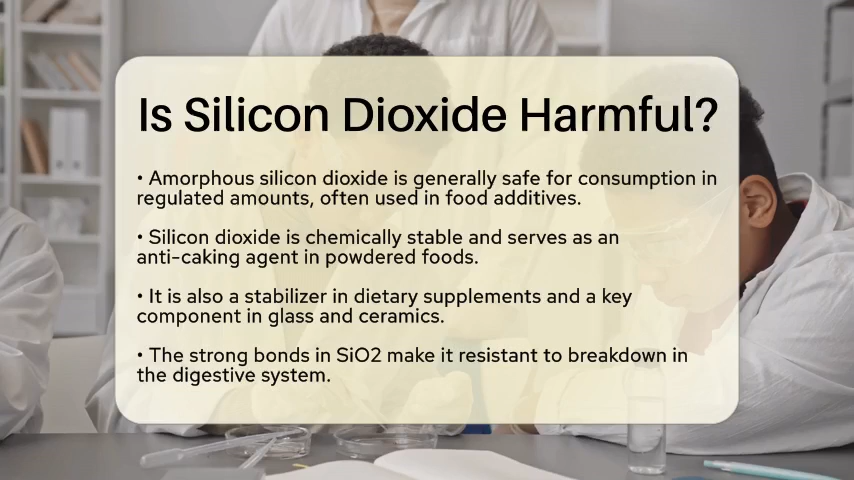 Is Silicon Dioxide Harmful?
• Amorphous silicon dioxide is generally safe for consumption in
regulated amounts, often used in food additives.
• Silicon dioxide is chemically stable and serves as an
anti-caking agent in powdered foods.
• It is also a stabilizer in dietary supplements and a key
component in glass and ceramics.
• The strong bonds in SiO2 make it resistant to breakdown in
the digestive system.